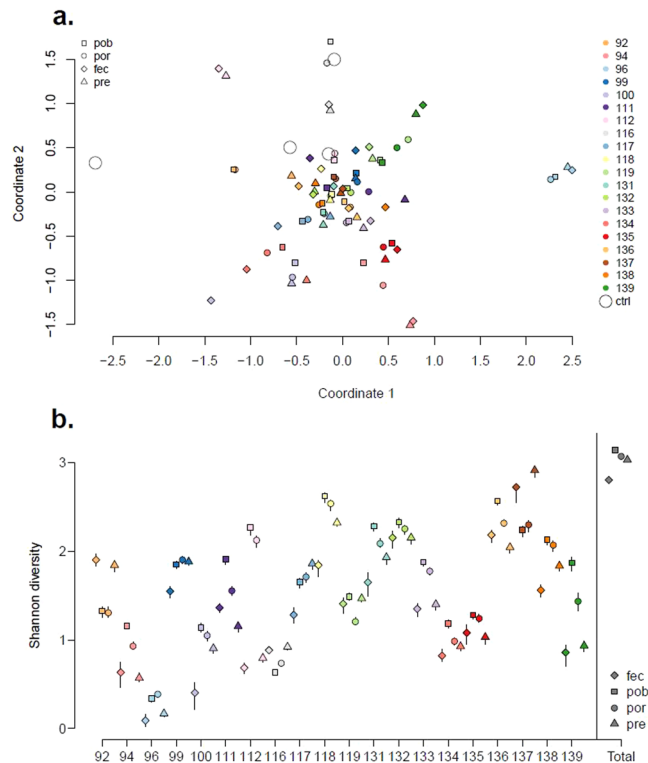 a.
pob
por
fec
pre
92
94
96
99
100
111
112
116
117
118
119
131
132
133
134
135
136
137
138
139
ctrl
Coordinate 2
1.5
1.0
0.5
0.0
−0.5
−1.0
−1.5
−2.5 −1.5 −1.0 −0.5 0.0 0.5 1.0 1.5 2.0 2.5
Coordinate 1
b.
Shannon diversity
3
2
1
0
fec
pob
por
pre
92 94 96 99 100 111 112 116 117 118 119 131 132 133 134 135 136 137 138 139 Total